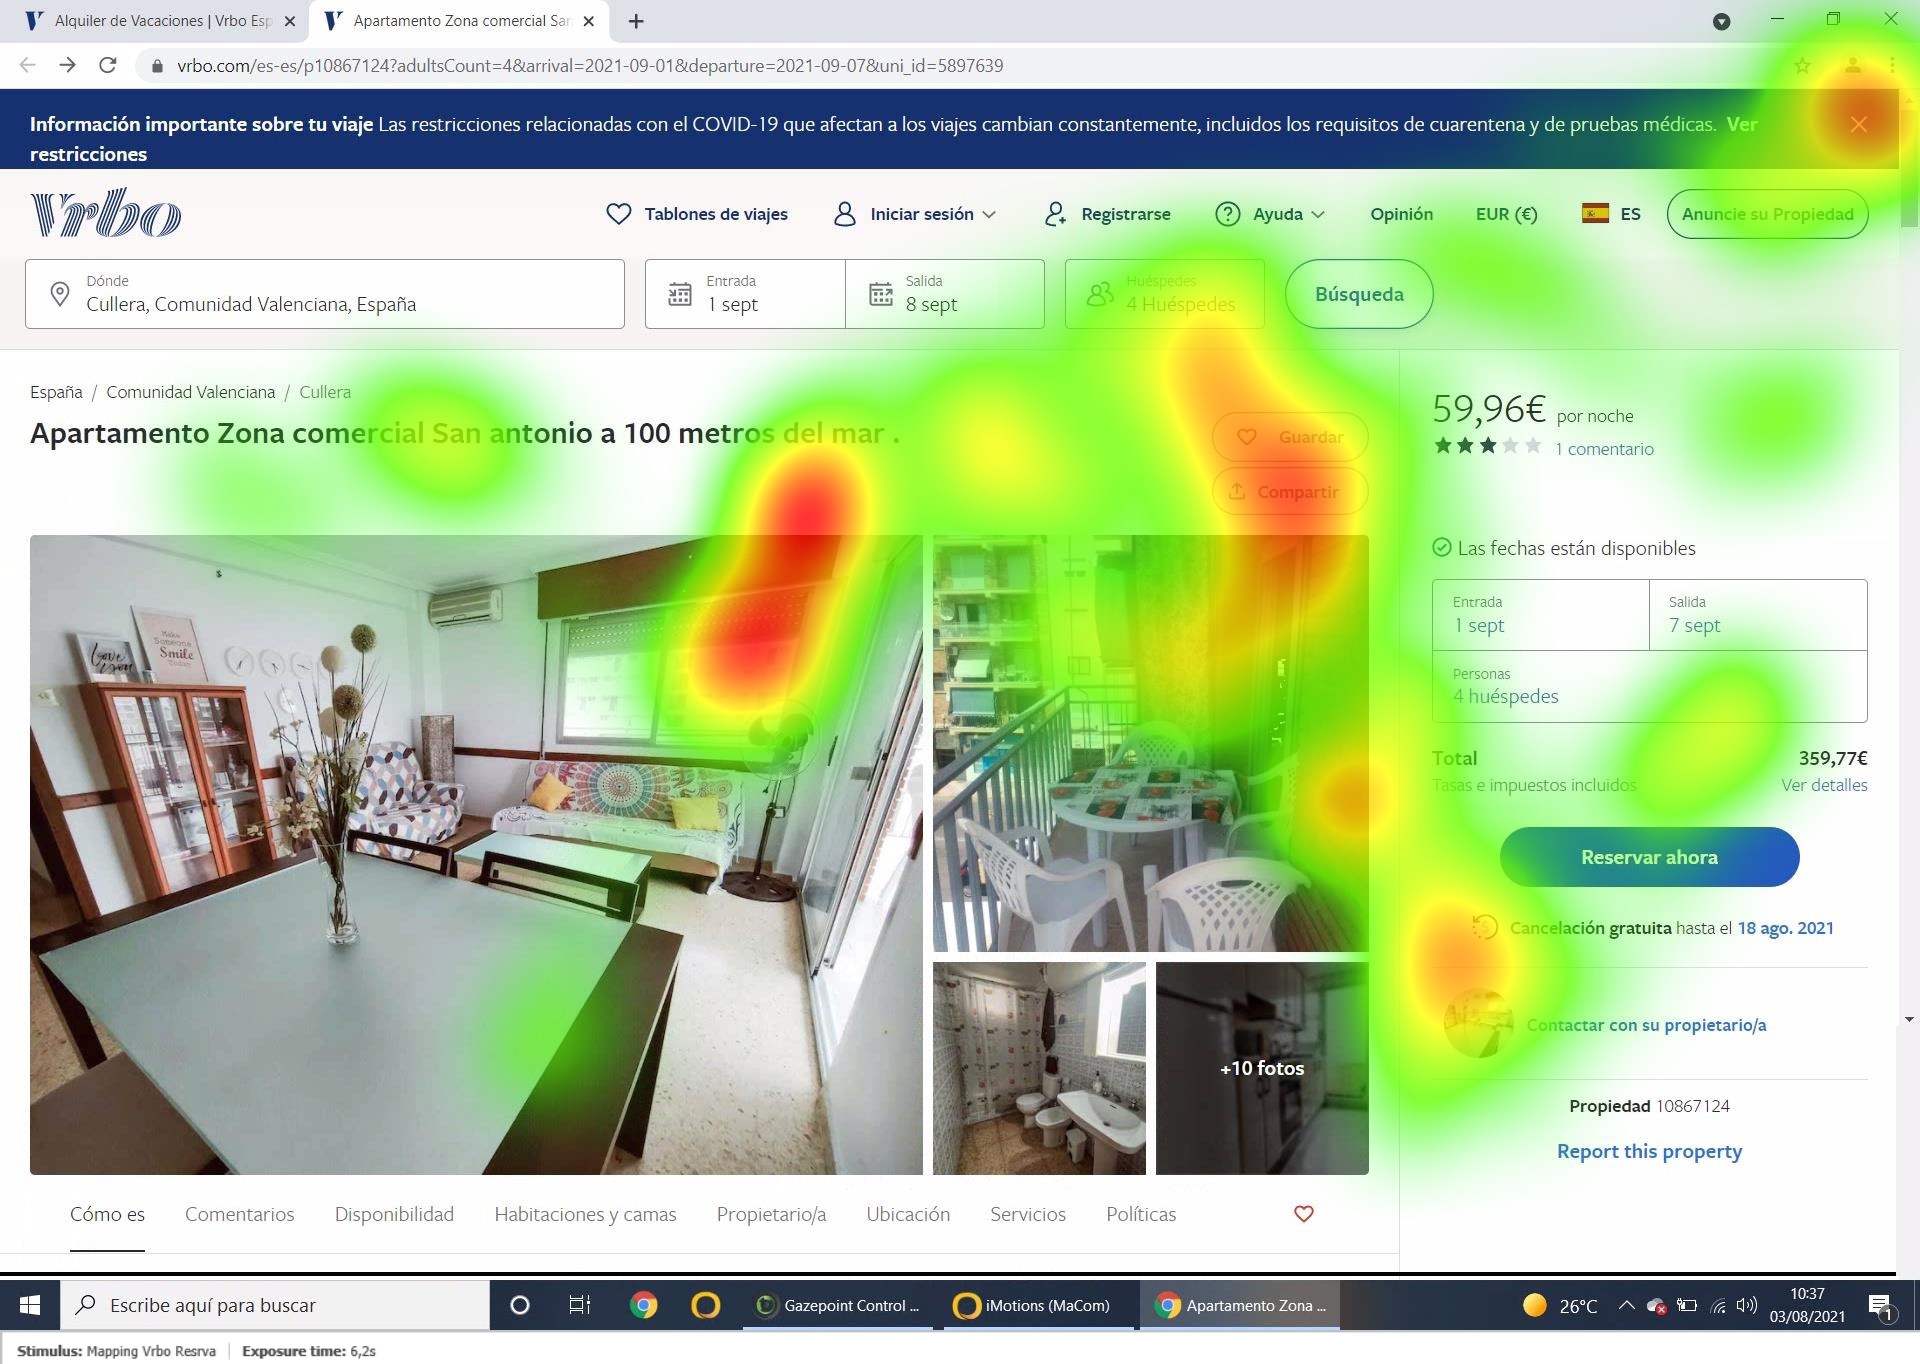 Alquiler de Vacaciones | Vrbo Esp
Apartamento Zona comercial San
vrbo.com/es-es/p10867124?adultsCount=4&arrival=2021-09-01&departure=2021-09-07&uni_id=5897639
Información importante sobre tu viaje Las restricciones relacionadas con el COVID-19 que afectan a los viajes cambian constantemente, incluidos los requisitos de cuarentena y de pruebas médicas. Ver
restricciones
Vrbo
Tablones de viajes
Iniciar sesión
Registrarse
Ayuda
Opinión
EUR (€)
ES
Anuncie su Propiedad
Dónde
Cullera, Comunidad Valenciana, España
Entrada
1 sept
Salida
8 sept
Huéspedes
4 Huéspedes
Búsqueda
España / Comunidad Valenciana / Cullera
Apartamento Zona comercial San antonio a 100 metros del mar .
Guardar
Compartir
59,96€ por noche
1 comentario
Las fechas están disponibles
Entrada
1 sept
Salida
7 sept
Personas
4 huéspedes
Total 359,77€
Tasas e impuestos incluidos Ver detalles
Reservar ahora
Cancelación gratuita hasta el 18 ago. 2021
Contactar con su propietario/a
Propiedad 10867124
Report this property
love
you
Make
Someone
Smile
Today
+10 fotos
Cómo es
Comentarios
Disponibilidad
Habitaciones y camas
Propietario/a
Ubicación
Servicios
Políticas
Escribe aquí para buscar
Gazepoint Control ...
iMotions (MaCom)
Apartamento Zona ...
26°C
10:37
03/08/2021
1
Stimulus: Mapping Vrbo Resrva
Exposure time: 6,2s